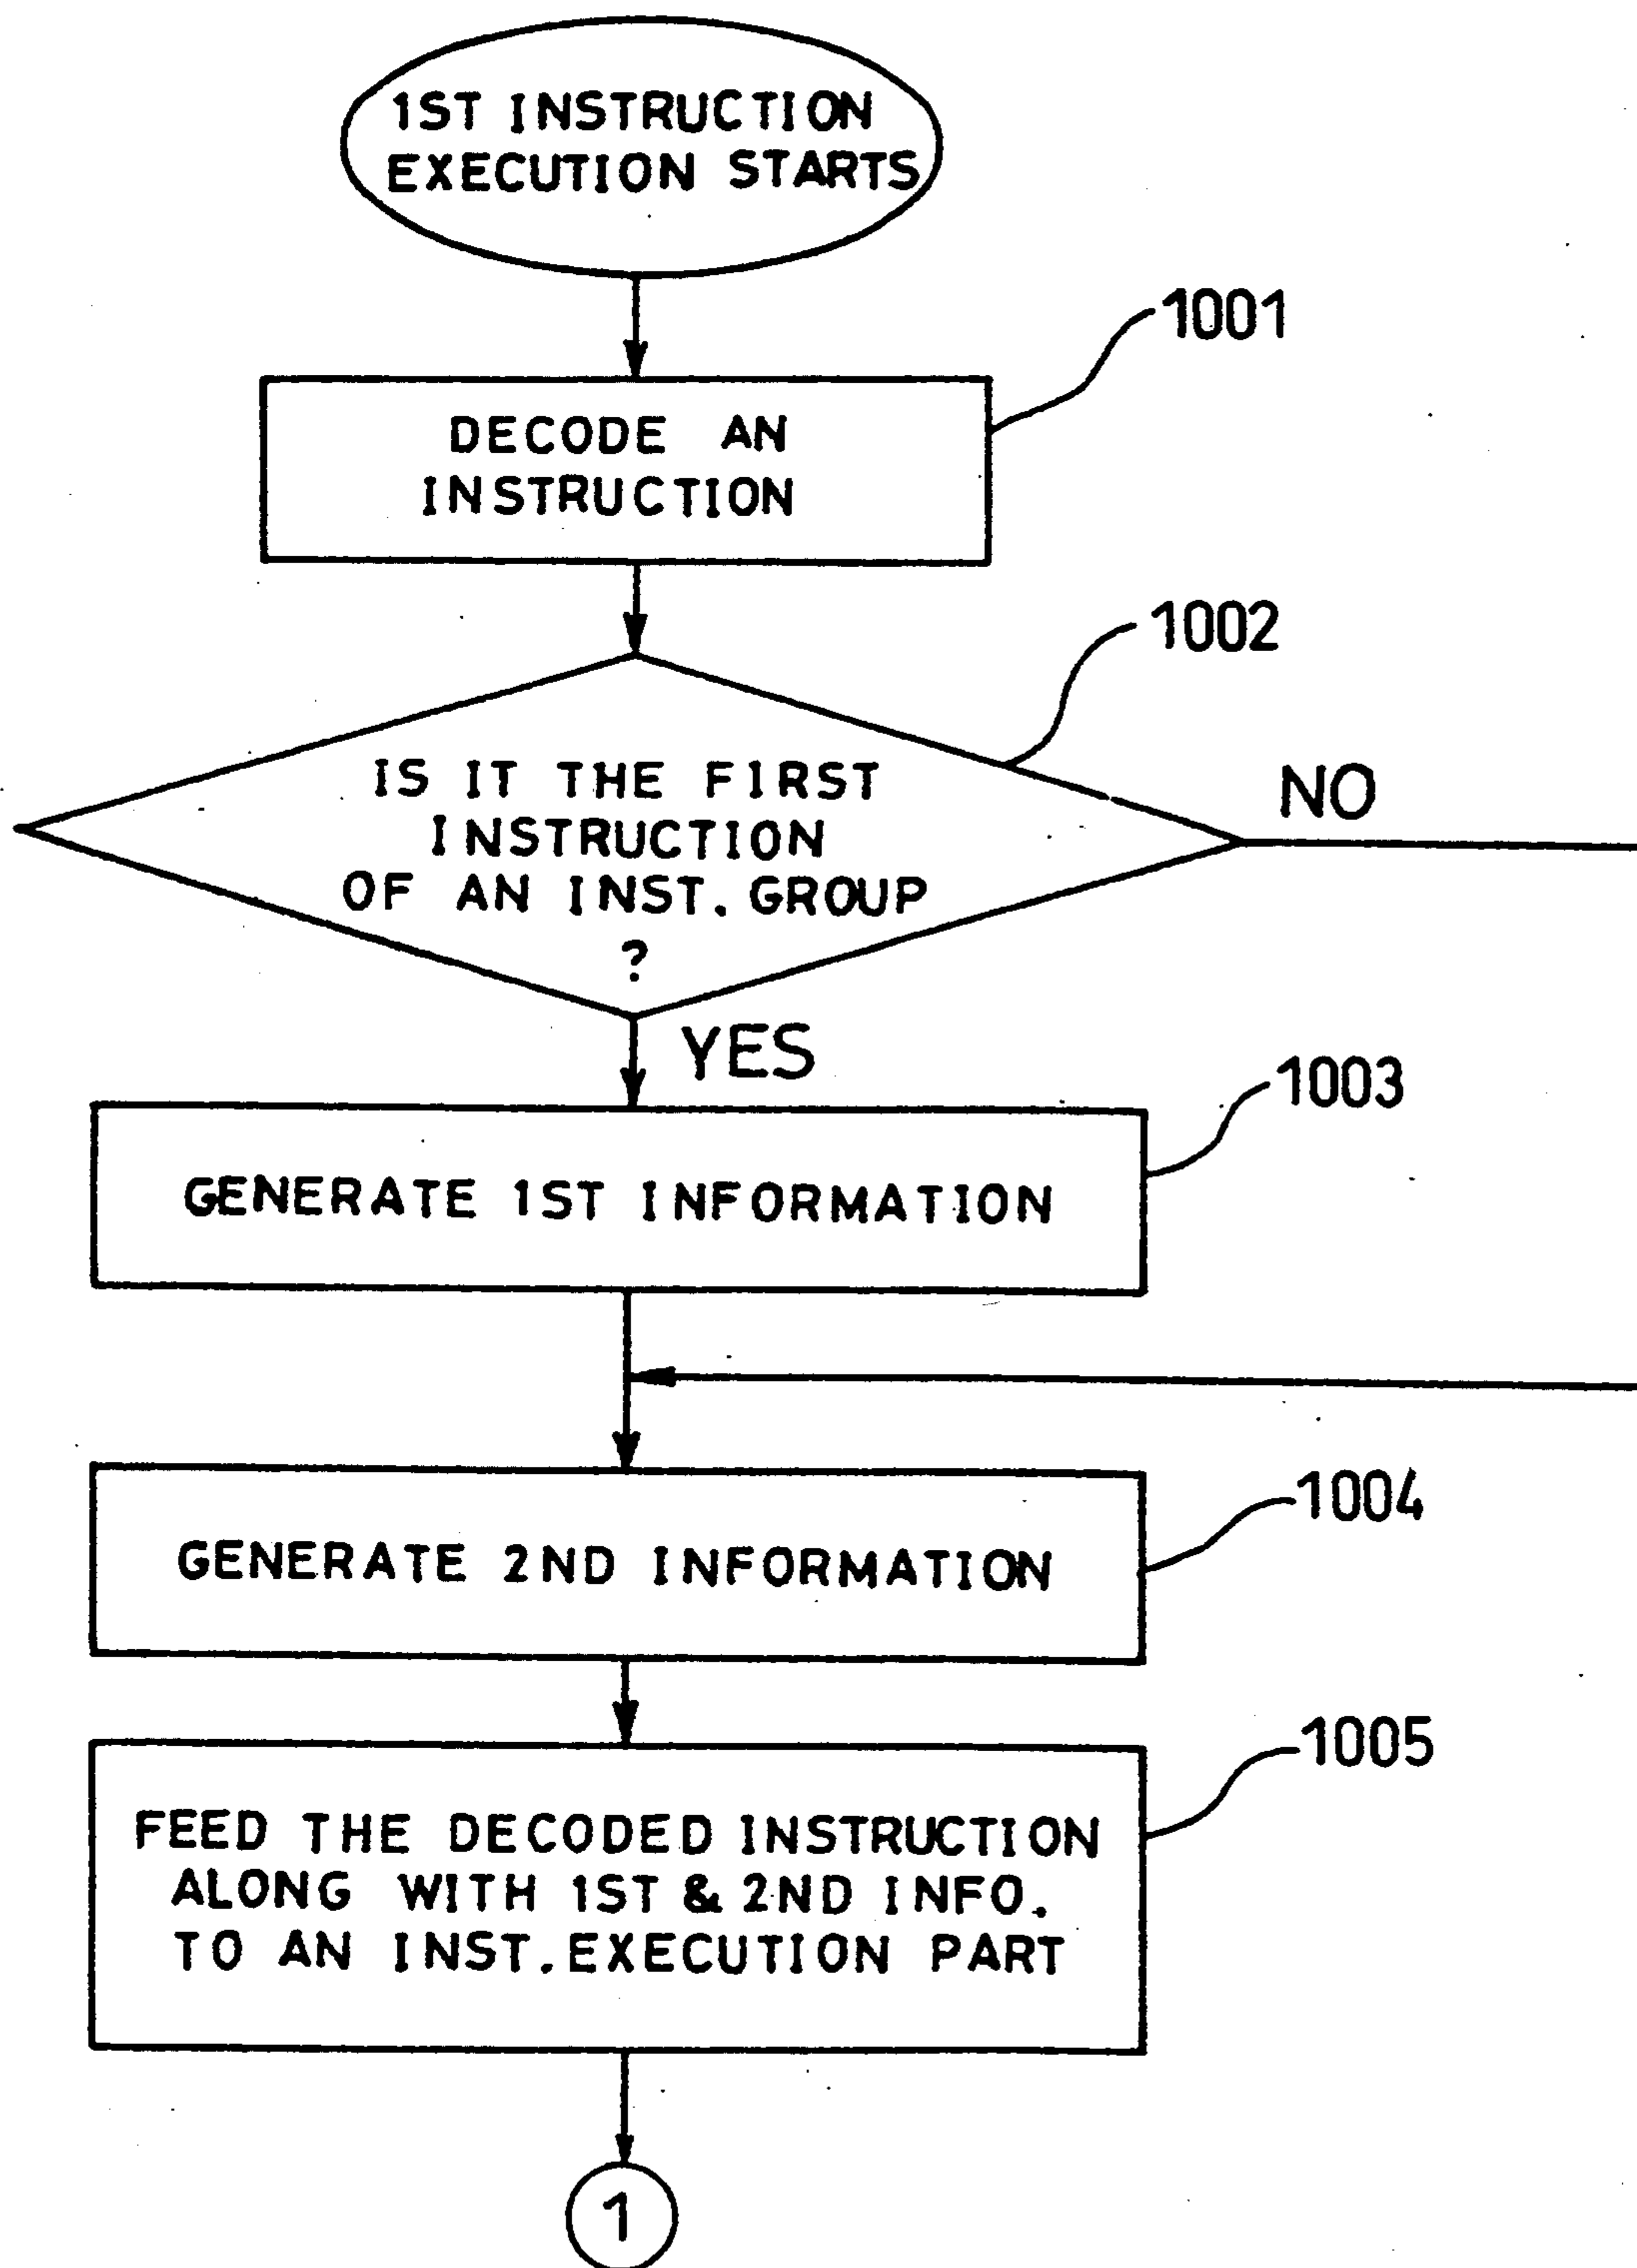 1ST INSTRUCTION
EXECUTION STARTS
1001
DECODE AN
INSTRUCTION
1002
IS IT THE FIRST
INSTRUCTION
OF AN INST. GROUP
?
NO
YES
1003
GENERATE 1ST INFORMATION
1004
GENERATE 2ND INFORMATION
1005
FEED THE DECODED INSTRUCTION
ALONG WITH 1ST & 2ND INFO.
TO AN INST. EXECUTION PART
1